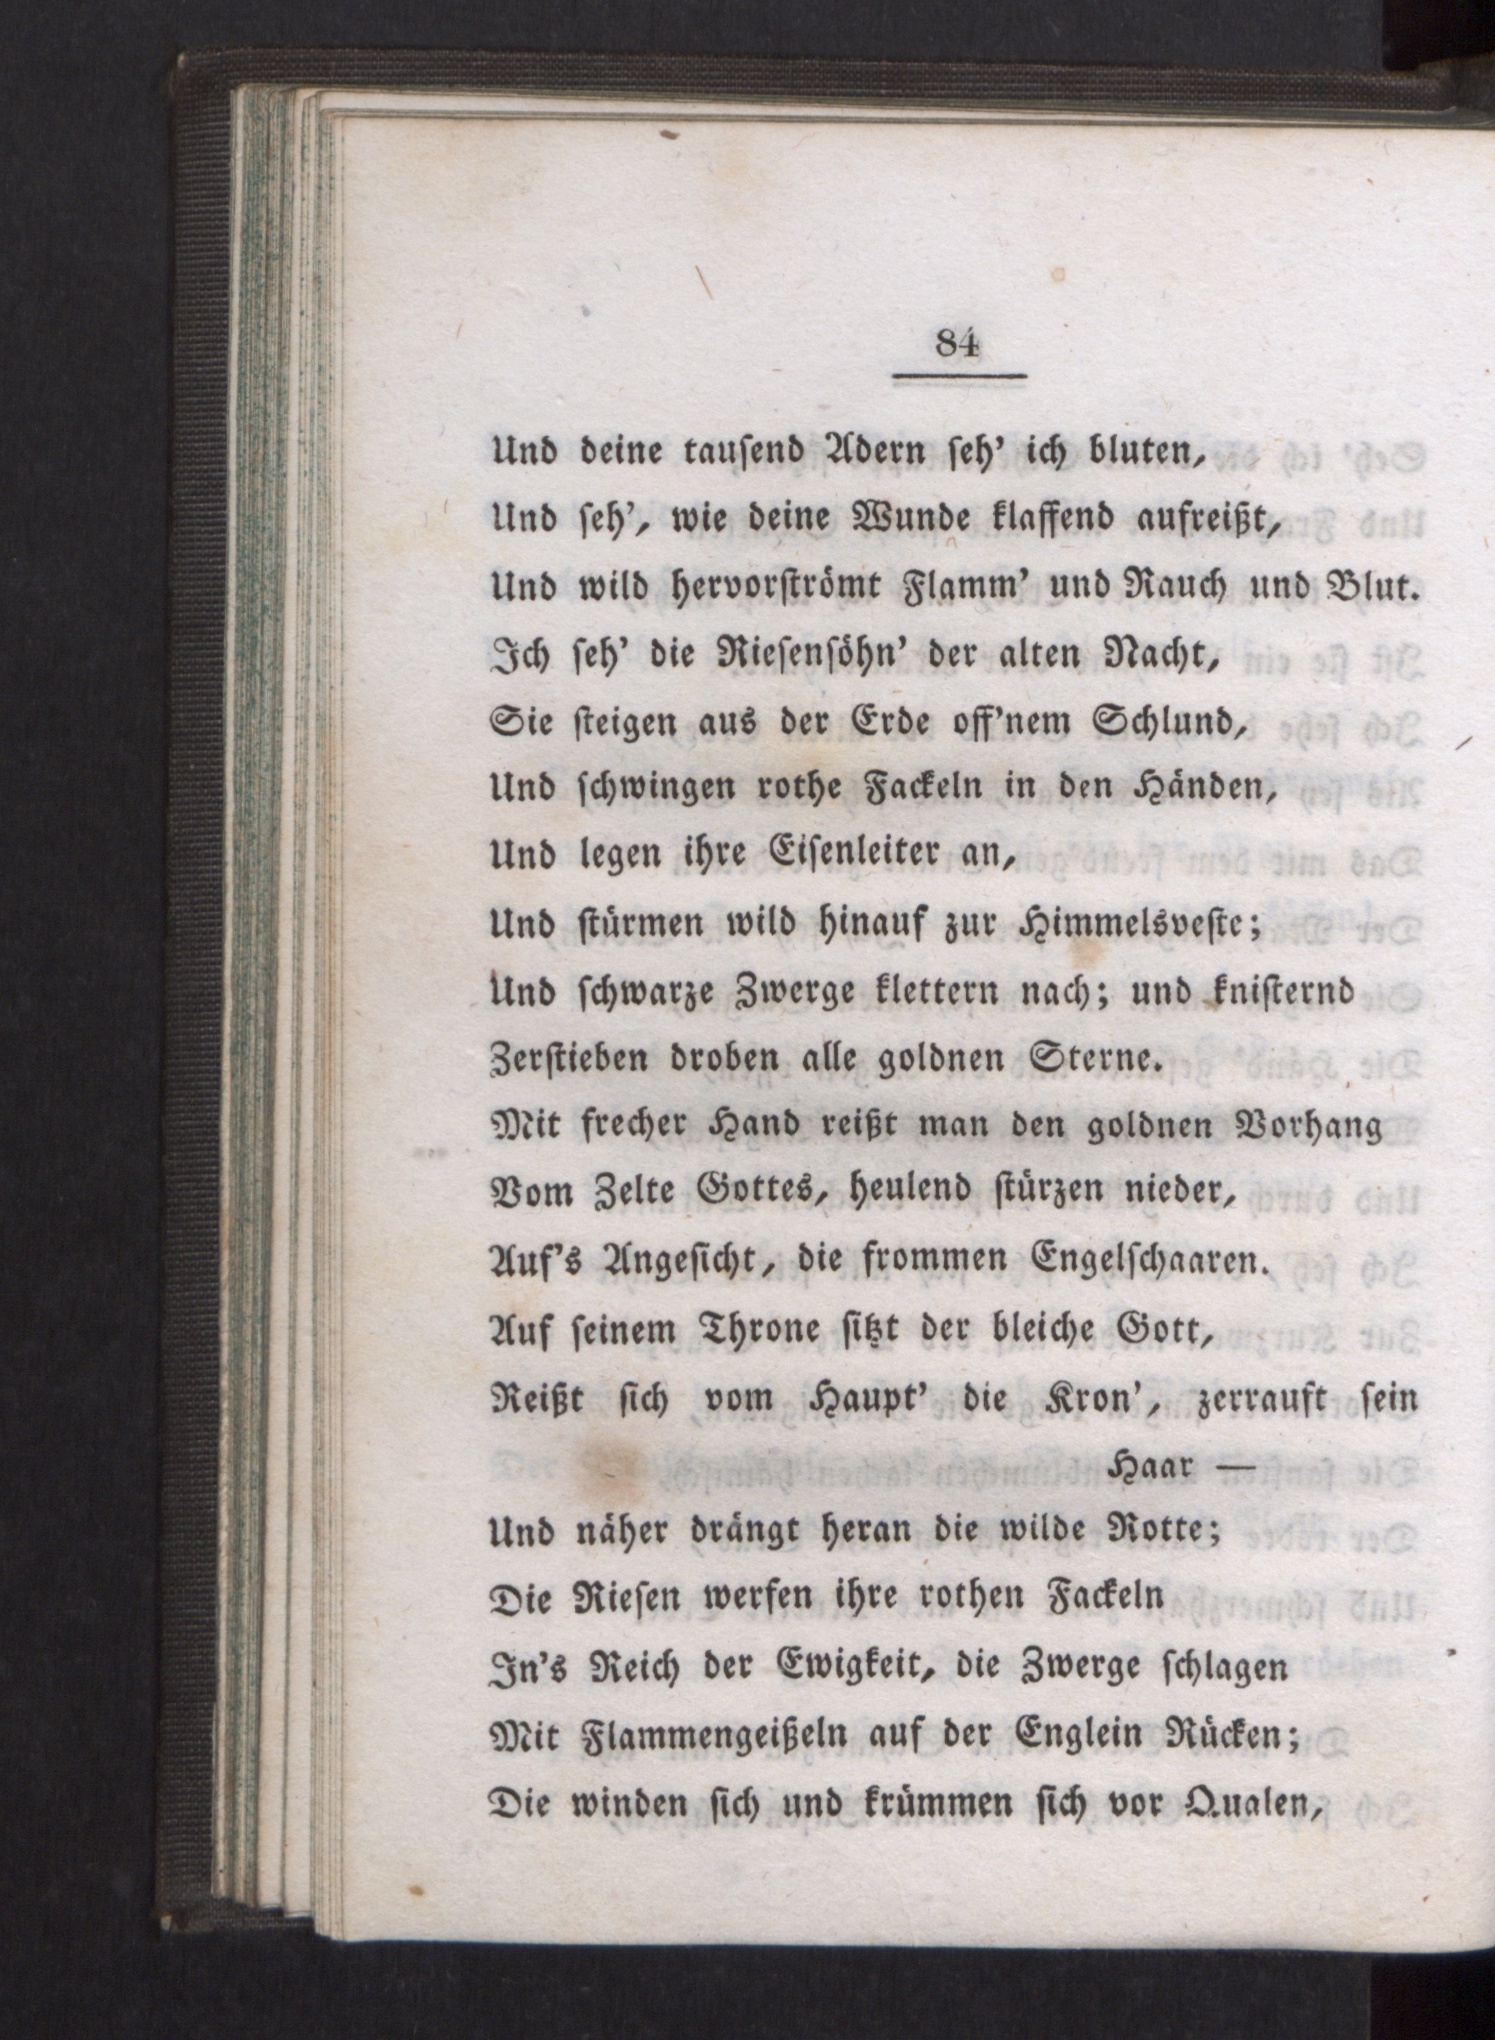 84
Und deine tauſend Adern ſeh' ich bluten,
Und ſeh', wie deine Wunde klaffend aufreißt,
Und wild hervorſtrömt Flamm' und Rauch und Blut.
Ich ſeh' die Rieſenſöhn' der alten Nacht,
Sie ſteigen aus der Erde off'nem Schlund,
Und ſchwingen rothe Fackeln in den Händen,
Und legen ihre Eiſenleiter an,
Und ſtürmen wild hinauf zur Himmelsveſte;
Und ſchwarze Zwerge klettern nach; und kniſternd
Zerſtieben droben alle goldnen Sterne.
Mit frecher Hand reißt man den goldnen Vorhang
Vom Zelte Gottes, heulend ſtürzen nieder,
Auf's Angeſicht, die frommen Engelſchaaren.
Auf ſeinem Throne ſitzt der bleiche Gott,
Reißt ſich vom Haupt' die Kron', zerrauft ſein
Haar —
Und näher drängt heran die wilde Rotte;
Die Rieſen werfen ihre rothen Fackeln
In's Reich der Ewigkeit, die Zwerge ſchlagen
Mit Flammengeißeln auf der Englein Rücken;
Die winden ſich und krümmen ſich vor Qualen,